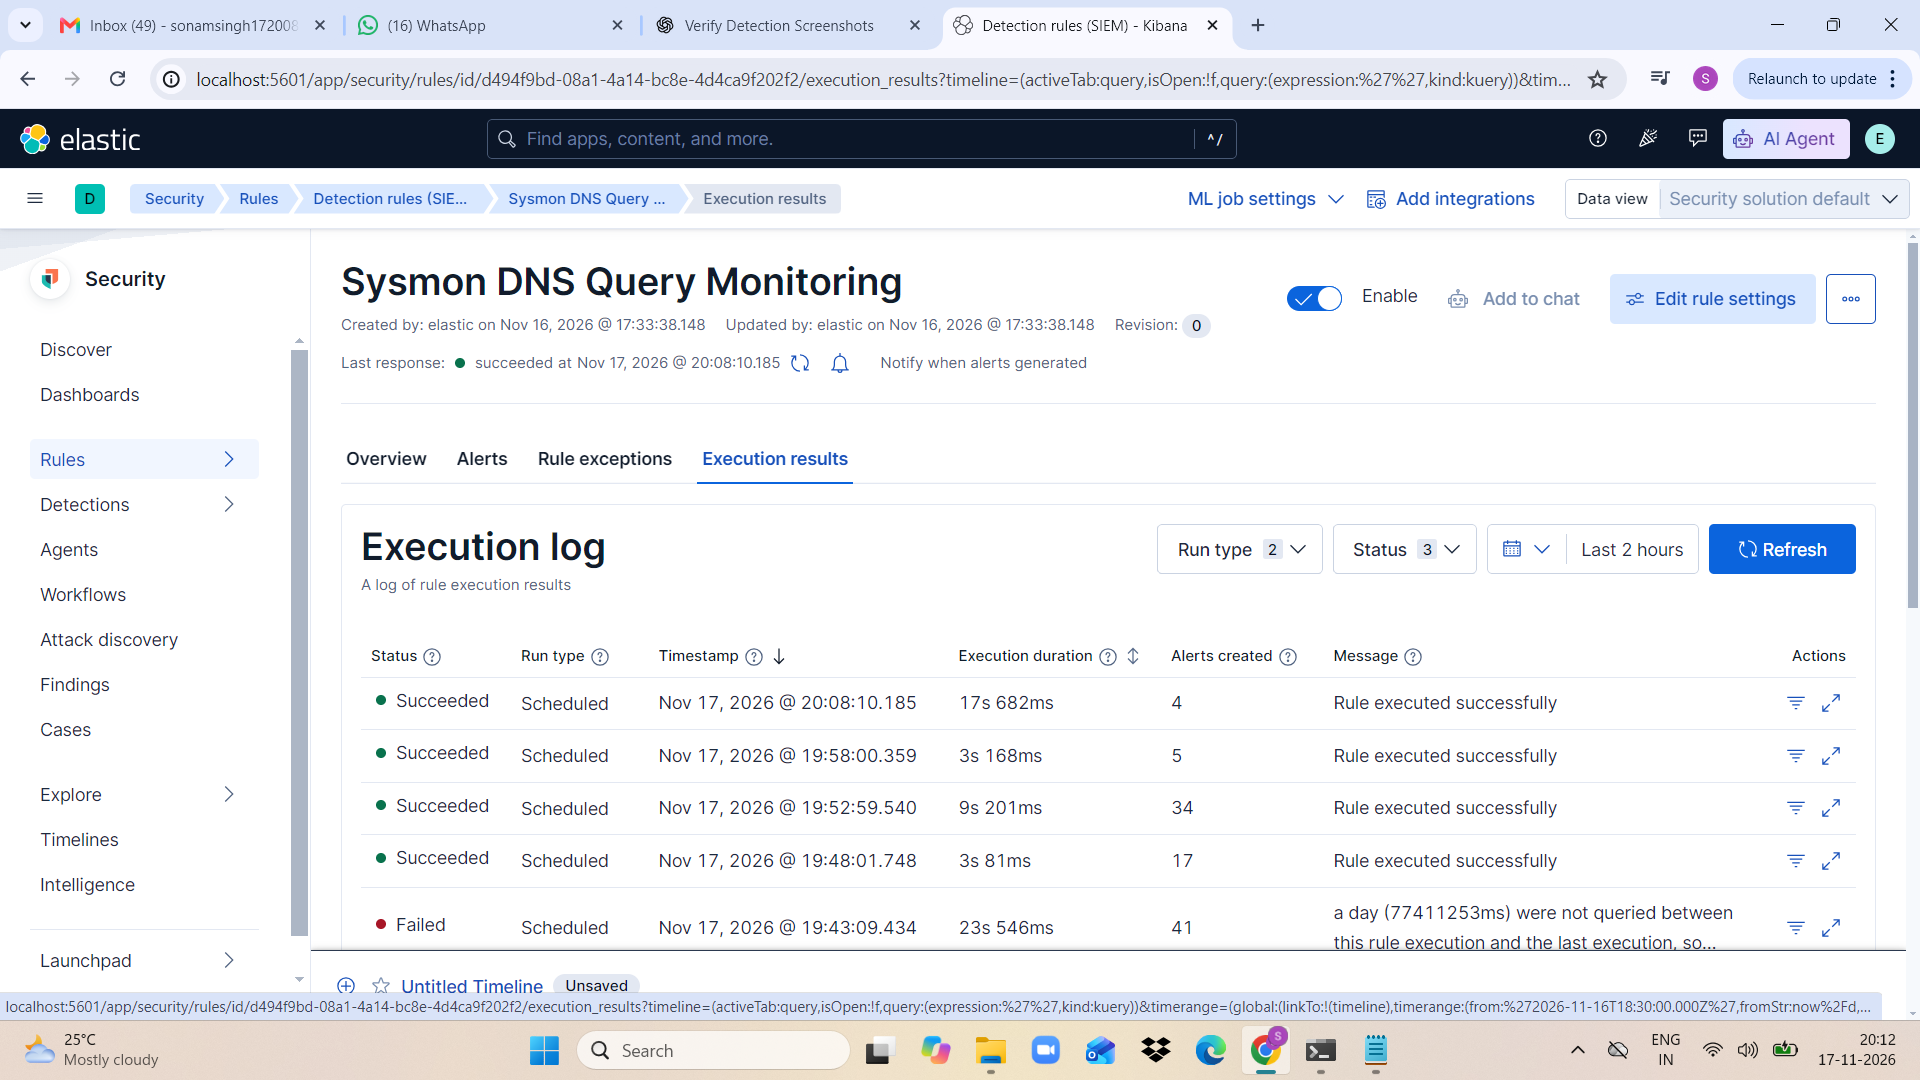 Inbox (49) - sonamsingh172008
(16) WhatsApp
Verify Detection Screenshots
Detection rules (SIEM) - Kibana
localhost:5601/app/security/rules/id/d494f9bd-08a1-4a14-bc8e-4d4ca9f202f2/execution_results?timeline=(activeTab:query,isOpen:!f,query:(expression:%27%27,kind:kuery))&tim...
S
Relaunch to update
elastic
Find apps, content, and more.
^/
AI Agent
E
D
Security
Rules
Detection rules (SIE...
Sysmon DNS Query ...
Execution results
ML job settings
Add integrations
Data view
Security solution default
Security
Discover
Dashboards
Rules
Detections
Agents
Workflows
Attack discovery
Findings
Cases
Explore
Timelines
Intelligence
Launchpad
Sysmon DNS Query Monitoring
Enable
Add to chat
Edit rule settings
Created by: elastic on Nov 16, 2026 @ 17:33:38.148 Updated by: elastic on Nov 16, 2026 @ 17:33:38.148 Revision: 0
Last response: succeeded at Nov 17, 2026 @ 20:08:10.185 Notify when alerts generated
Overview Alerts Rule exceptions Execution results
Execution log
A log of rule execution results
Run type 2
Status 3
Last 2 hours
Refresh
Status Run type Timestamp Execution duration Alerts created Message Actions
Succeeded Scheduled Nov 17, 2026 @ 20:08:10.185 17s 682ms 4 Rule executed successfully
Succeeded Scheduled Nov 17, 2026 @ 19:58:00.359 3s 168ms 5 Rule executed successfully
Succeeded Scheduled Nov 17, 2026 @ 19:52:59.540 9s 201ms 34 Rule executed successfully
Succeeded Scheduled Nov 17, 2026 @ 19:48:01.748 3s 81ms 17 Rule executed successfully
Failed Scheduled Nov 17, 2026 @ 19:43:09.434 23s 546ms 41 a day (77411253ms) were not queried between
this rule execution and the last execution, so...
Untitled Timeline Unsaved
localhost:5601/app/security/rules/id/d494f9bd-08a1-4a14-bc8e-4d4ca9f202f2/execution_results?timeline=(activeTab:query,isOpen:!f,query:(expression:%27%27,kind:kuery))&timerange=(global:(linkTo:!(timeline),timerange:(from:%272026-11-16T18:30:00.000Z%27,fromStr:now%2Fd,...
25°C
Mostly cloudy
Search
S
ENG
IN
20:12
17-11-2026